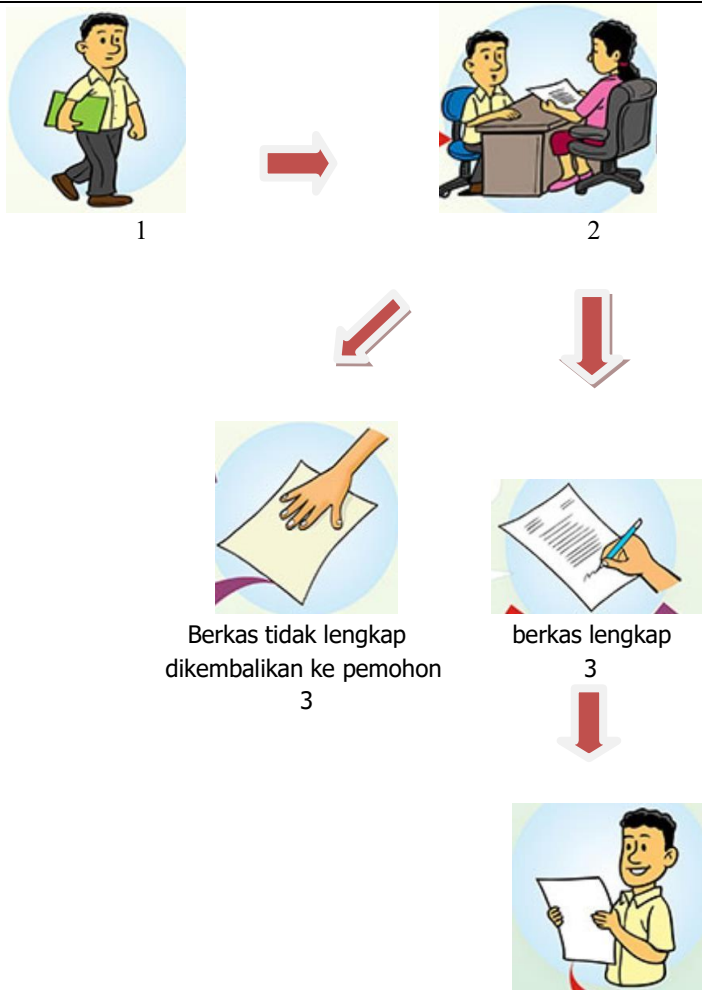 1
2
Berkas tidak lengkap
dikembalikan ke pemohon
3
berkas lengkap
3